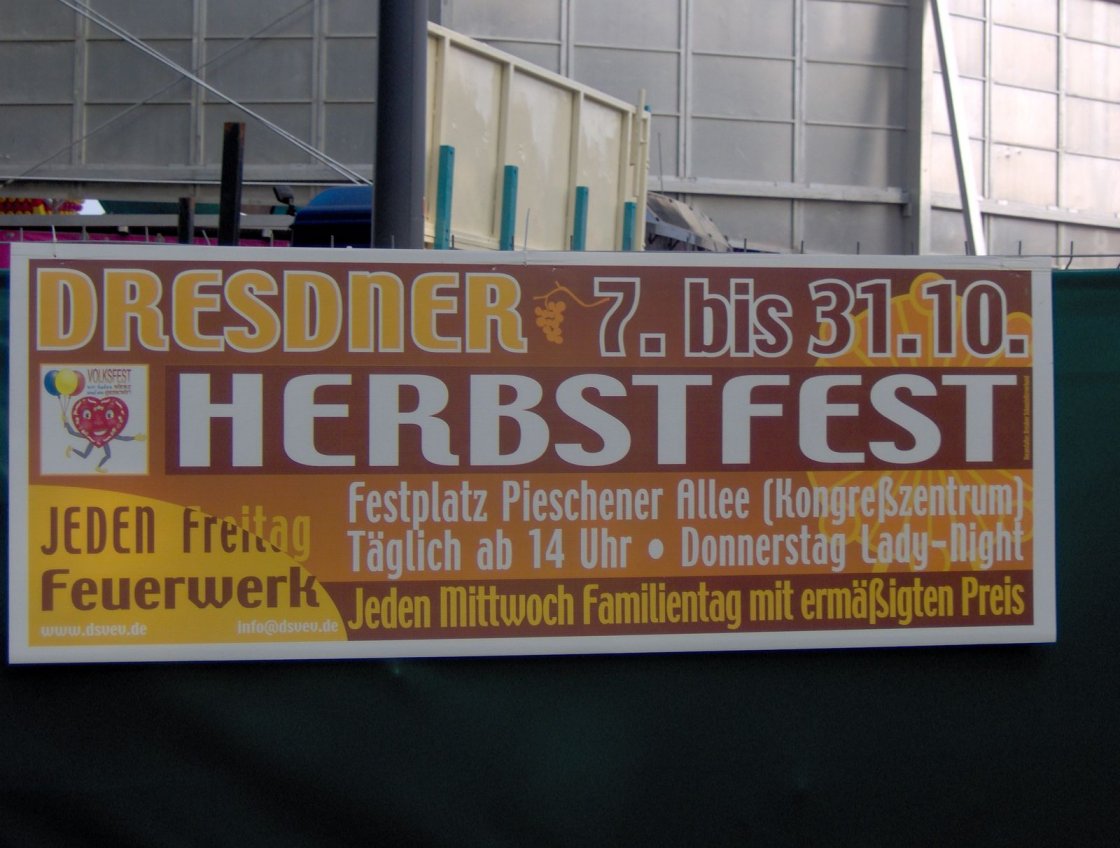 DRESDNER 7. bis 31.10.
VOLKSFEST
HERBSTFEST
Festplatz Pieschener Allee (Kongreßzentrum)
Täglich ab 14 Uhr • Donnerstag Lady-Night
Jeden Mittwoch Familientag mit ermäßigten Preis
JEDEN Freitag
Feuerwerk
www.dsvev.de info@dsvev.de